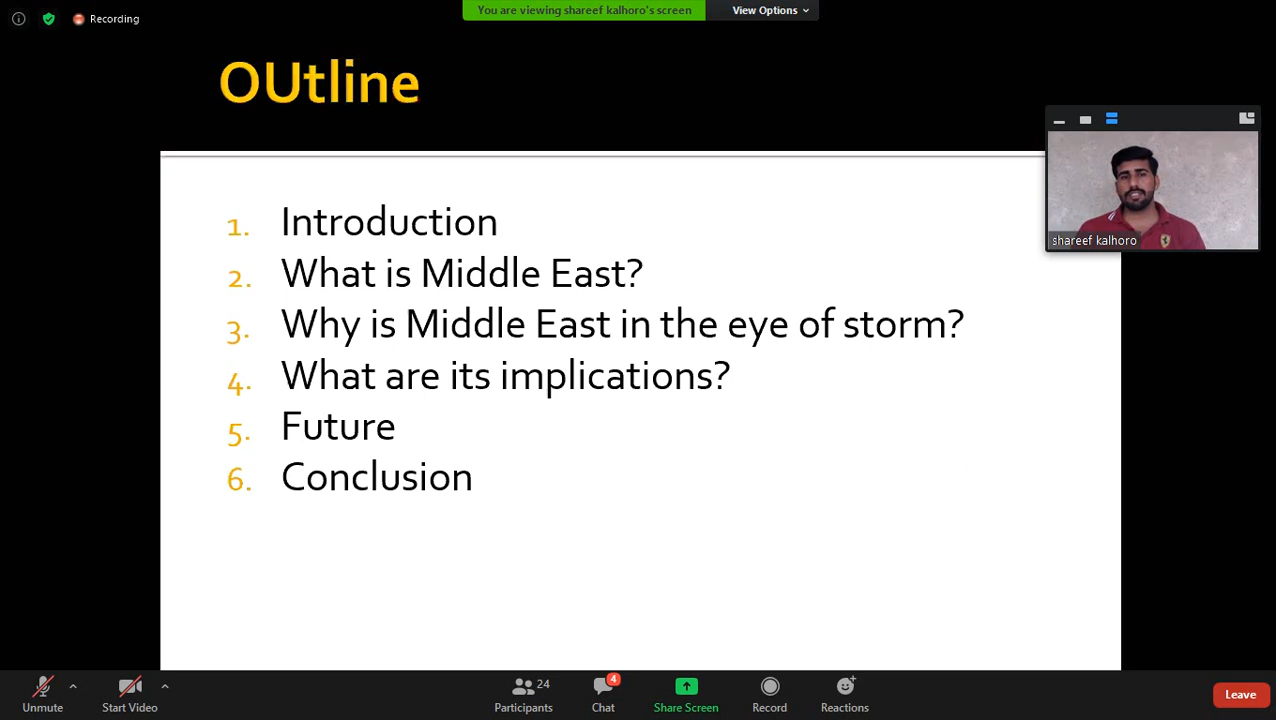 Recording
You are viewing shareef kalhoro's screen
View Options
OUtline
shareef kalhoro
1. Introduction
2. What is Middle East?
3. Why is Middle East in the eye of storm?
4. What are its implications?
5. Future
6. Conclusion
Unmute
Start Video
24
Participants
4
Chat
Share Screen
Record
Reactions
Leave